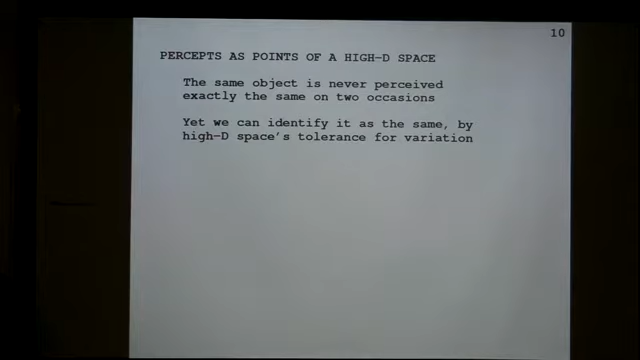 10
PERCEPTS AS POINTS OF A HIGH-D SPACE
The same object is never perceived
exactly the same on two occasions
Yet we can identify it as the same, by
high-D space's tolerance for variation